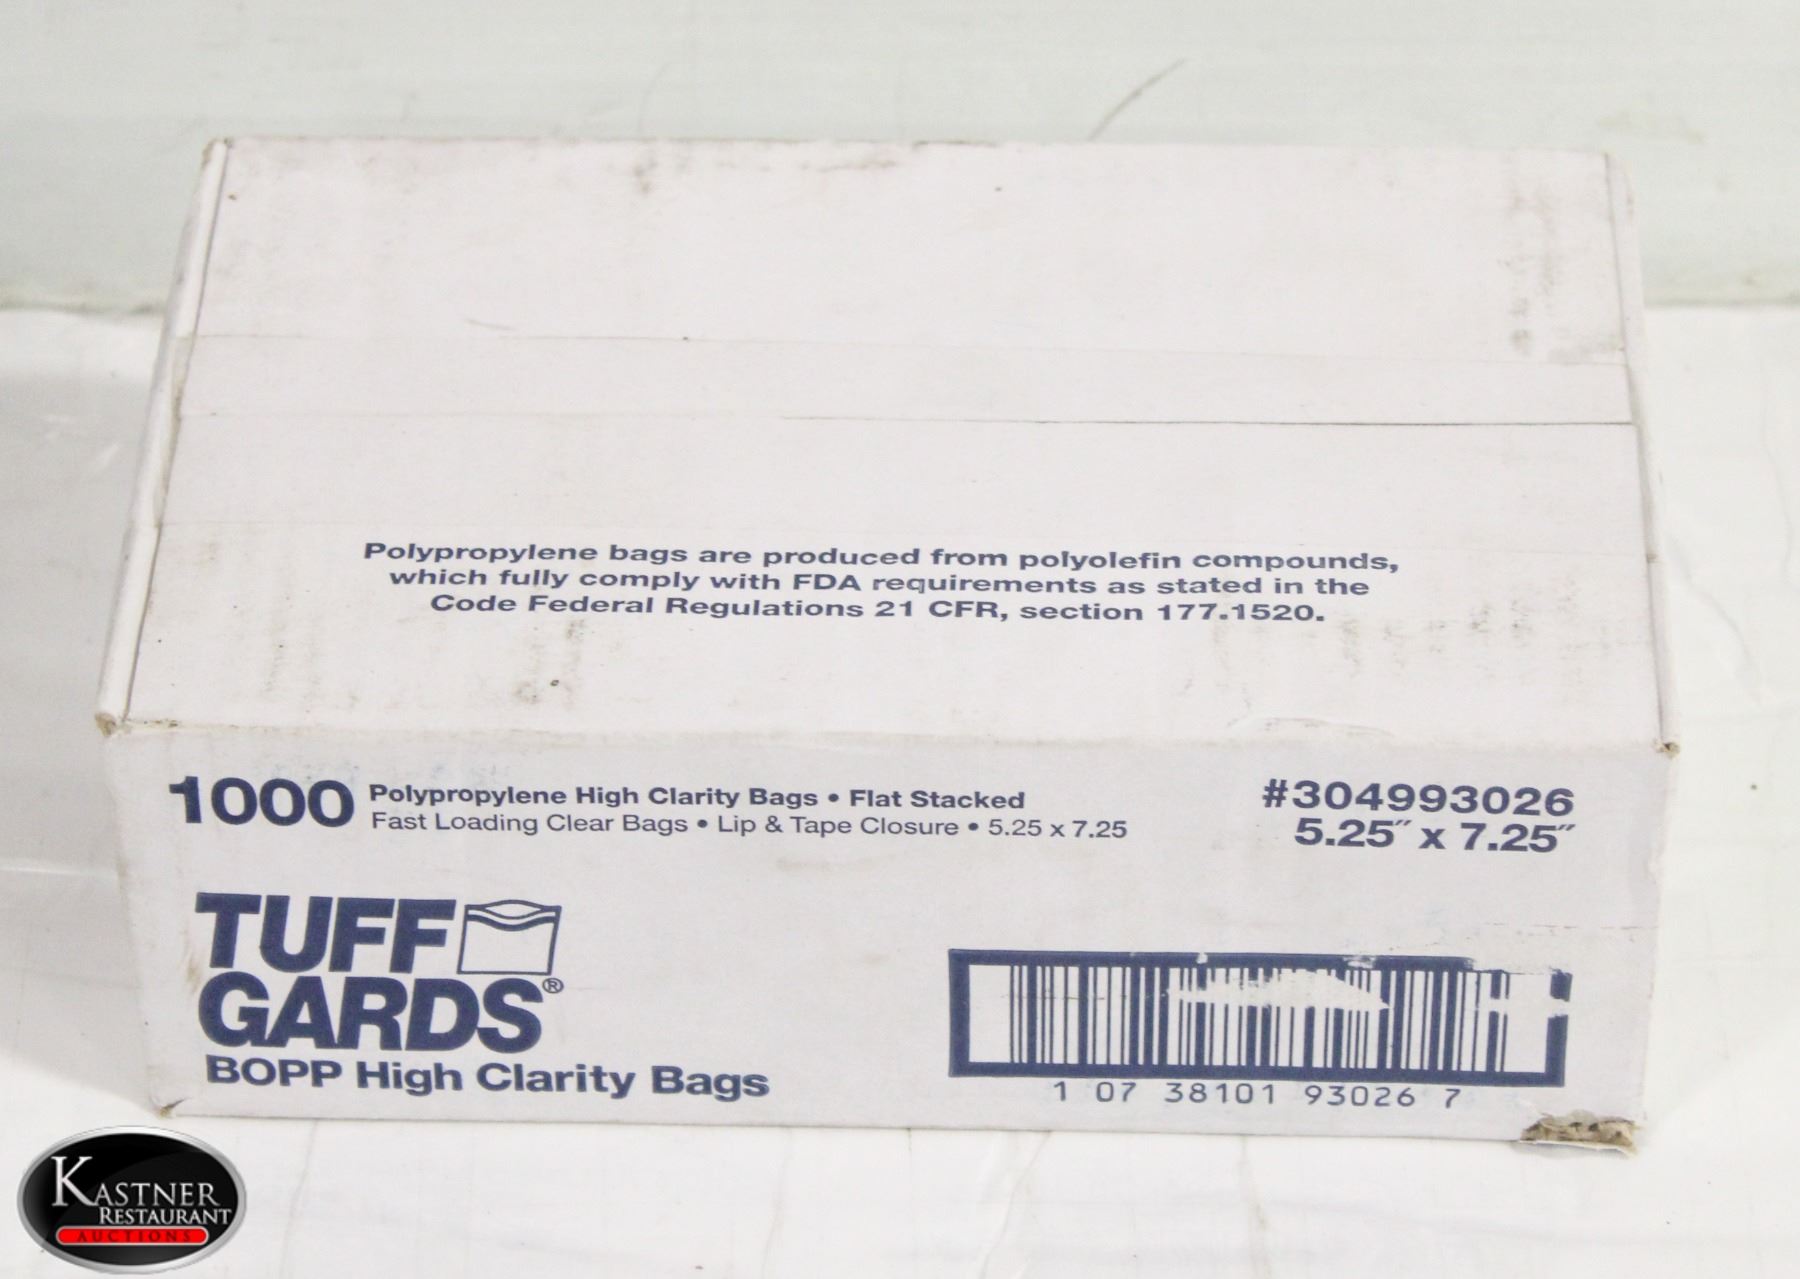 Polypropylene bags are produced from polyolefin compounds,
which fully comply with FDA requirements as stated in the
Code Federal Regulations 21 CFR, section 177.1520.
1000 Polypropylene High Clarity Bags • Flat Stacked
Fast Loading Clear Bags • Lip & Tape Closure • 5.25 x 7.25
#304993026
5.25″ x 7.25″
TUFF
GARDS®
BOPP High Clarity Bags
1 07 38101 93026 7
KASTNER
RESTAURANT
AUCTIONS